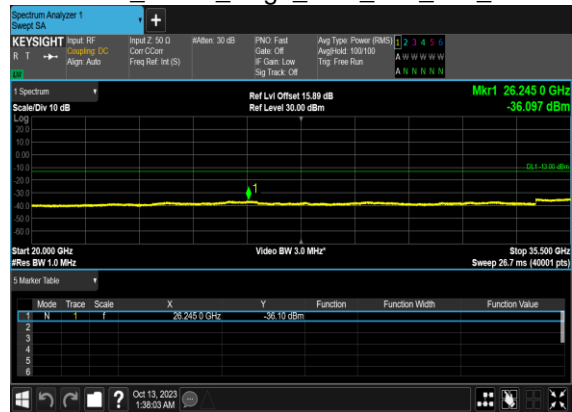 Spectrum Analyzer 1
Swept SA
+
KEYSIGHT Input: RF Input Z: 50 Ω #Atten: 30 dB PNO: Fast Avg Type: Power (RMS) 1 2 3 4 5 6
R T Coupling: DC Corr CCorr Gate: Off Avg|Hold: 100/100 A W W W W W
Align: Auto Freq Ref: Int (S) IF Gain: Low Trig: Free Run A N N N N N
Sig Track: Off
1 Spectrum Ref Lvl Offset 15.89 dB Mkr1 26.245 0 GHz
Scale/Div 10 dB Ref Level 30.00 dBm -36.097 dBm
Log
20.0
10.0
0.00
-10.0 DL1 -13.00 dBm
-20.0
-30.0 1
-40.0
-50.0
-60.0
Start 20.000 GHz Video BW 3.0 MHz* Stop 35.500 GHz
#Res BW 1.0 MHz Sweep 26.7 ms (40001 pts)
5 Marker Table
Mode Trace Scale X Y Function Function Width Function Value
1 N 1 f 26.245 0 GHz -36.10 dBm
2
3
4
5
6
? Oct 13, 2023
1:38:03 AM